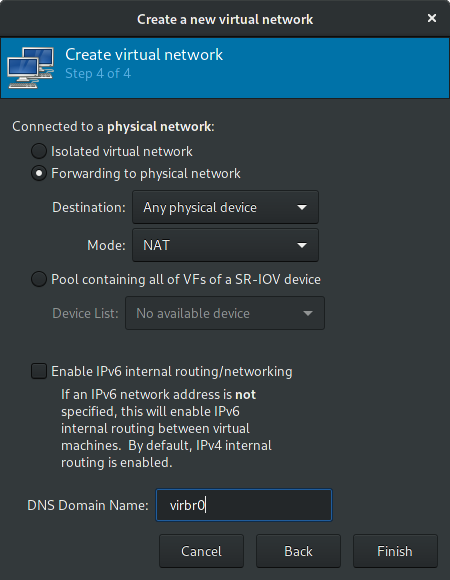 Create a new virtual network
Create virtual network
Step 4 of 4
Connected to a physical network:
Isolated virtual network
Forwarding to physical network
Destination: Any physical device
Mode: NAT
Pool containing all of VFs of a SR-IOV device
Device List: No available device
Enable IPv6 internal routing/networking
If an IPv6 network address is not
specified, this will enable IPv6
internal routing between virtual
machines. By default, IPv4 internal
routing is enabled.
DNS Domain Name: virbr0
Cancel Back Finish